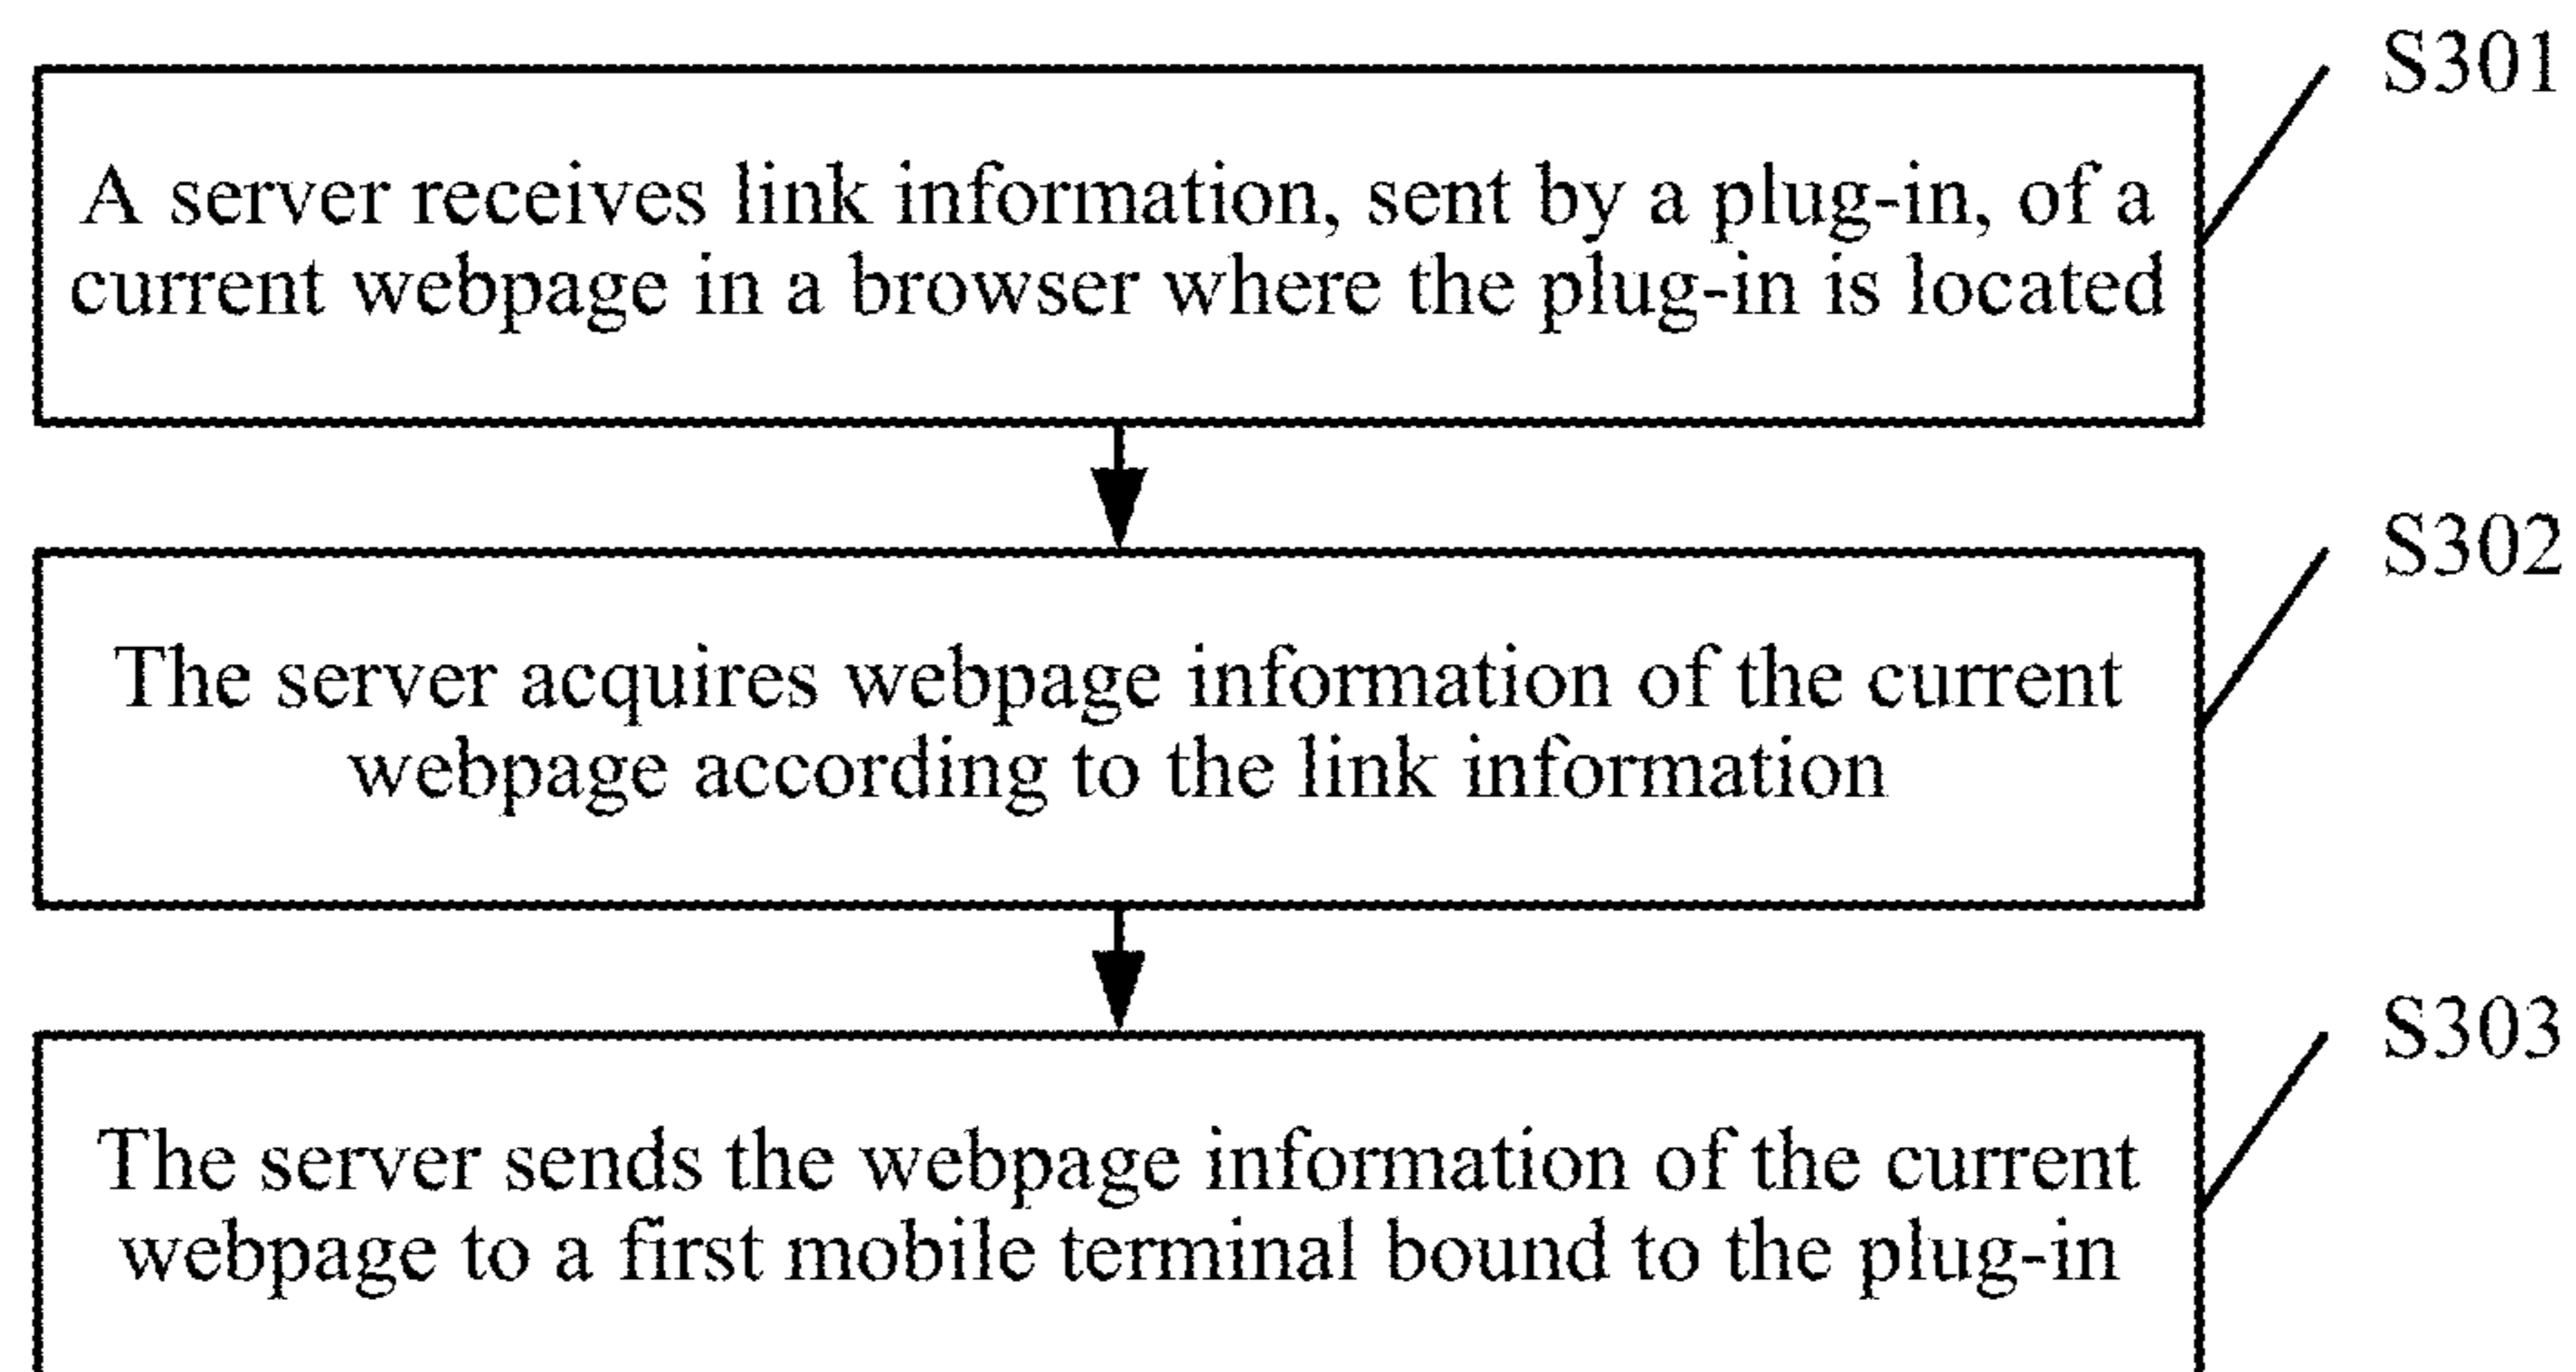 S301
A server receives link information, sent by a plug-in, of a
current webpage in a browser where the plug-in is located
S302
The server acquires webpage information of the current
webpage according to the link information
S303
The server sends the webpage information of the current
webpage to a first mobile terminal bound to the plug-in